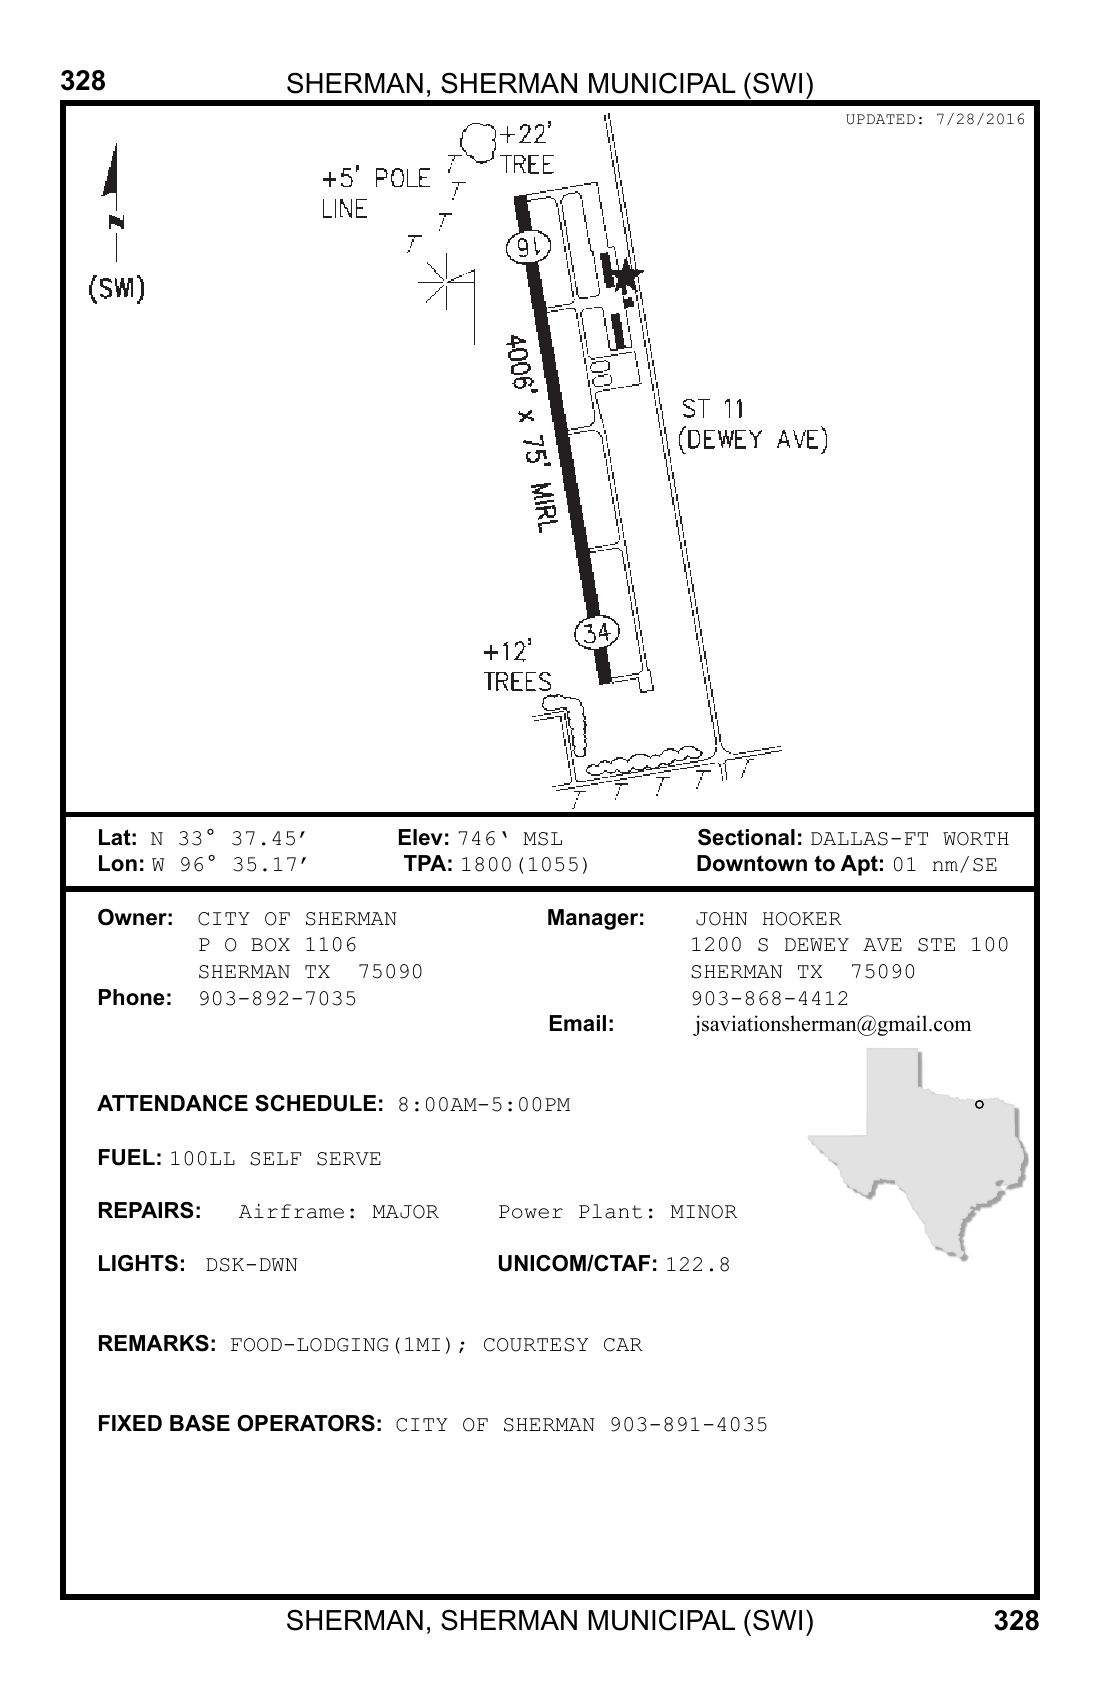 328
SHERMAN, SHERMAN MUNICIPAL (SWI)
UPDATED: 7/28/2016
+22'
TREE
+5' POLE
LINE
N
(SWI)
16
4006' x 75' MIRL
ST 11
(DEWEY AVE)
34
+12'
TREES
Lat: N 33° 37.45′ Elev: 746‛ MSL Sectional: DALLAS-FT WORTH
Lon: W 96° 35.17′ TPA: 1800(1055) Downtown to Apt: 01 nm/SE
Owner: CITY OF SHERMAN Manager: JOHN HOOKER
P O BOX 1106 1200 S DEWEY AVE STE 100
SHERMAN TX 75090 SHERMAN TX 75090
Phone: 903-892-7035 903-868-4412
Email: jsaviationsherman@gmail.com
ATTENDANCE SCHEDULE: 8:00AM-5:00PM
FUEL: 100LL SELF SERVE
REPAIRS: Airframe: MAJOR Power Plant: MINOR
LIGHTS: DSK-DWN UNICOM/CTAF: 122.8
REMARKS: FOOD-LODGING(1MI); COURTESY CAR
FIXED BASE OPERATORS: CITY OF SHERMAN 903-891-4035
SHERMAN, SHERMAN MUNICIPAL (SWI)
328